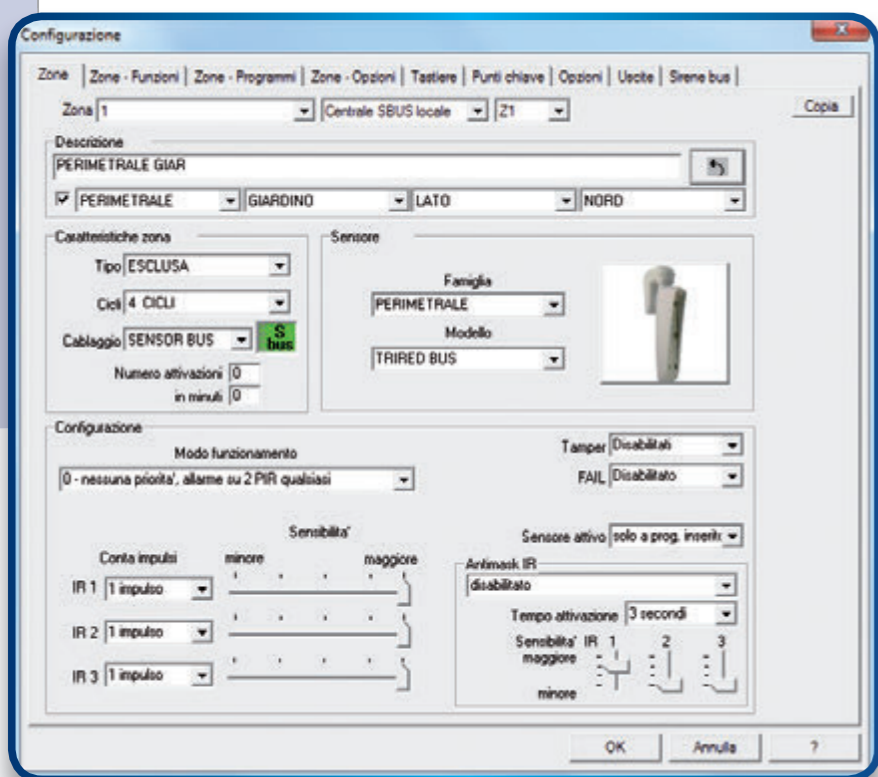 Configurazione
Zone | Zone - Funzioni | Zone - Programmi | Zone - Opzioni | Tastiere | Punti chiave | Opzioni | Uscite | Sirene bus
Zona 1 Centrale SBUS locale Z1 Copia
Descrizione
PERIMETRALE GIAR
PERIMETRALE GIARDINO LATO NORD
Caratteristiche zona
Tipo ESCLUSA
Cicli 4 CICLI
Cablaggio SENSOR BUS S bus
Numero attivazioni 0
in minuti 0
Sensore
Famiglia
PERIMETRALE
Modello
TRIRED BUS
Configurazione
Modo funzionamento
0 - nessuna priorita', allarme su 2 PIR qualsiasi
Tamper Disabilitati
FAIL Disabilitato
Sensibilita'
Conta impulsi minore maggiore
IR 1 1 impulso
IR 2 1 impulso
IR 3 1 impulso
Sensore attivo solo a prog. inserito
Antimask IR
disabilitato
Tempo attivazione 3 secondi
Sensibilita' IR 1 2 3
maggiore
minore
OK Annulla ?